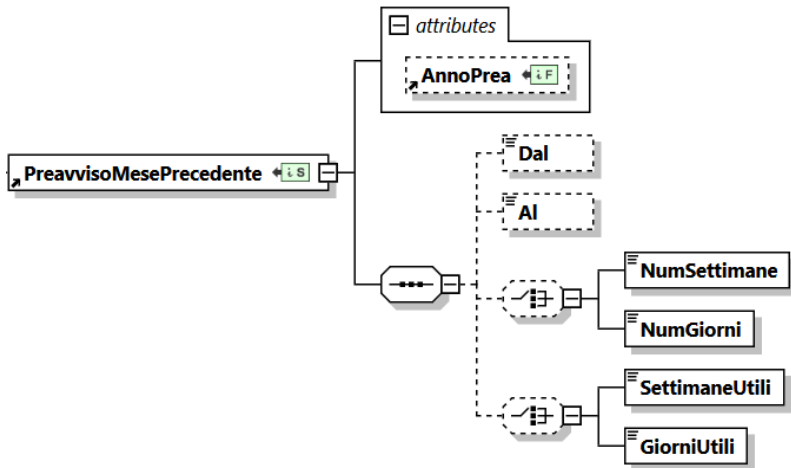 attributes
AnnoPrea
i F
PreavvisoMesePrecedente
i S
Dal
Al
NumSettimane
NumGiorni
SettimaneUtili
GiorniUtili